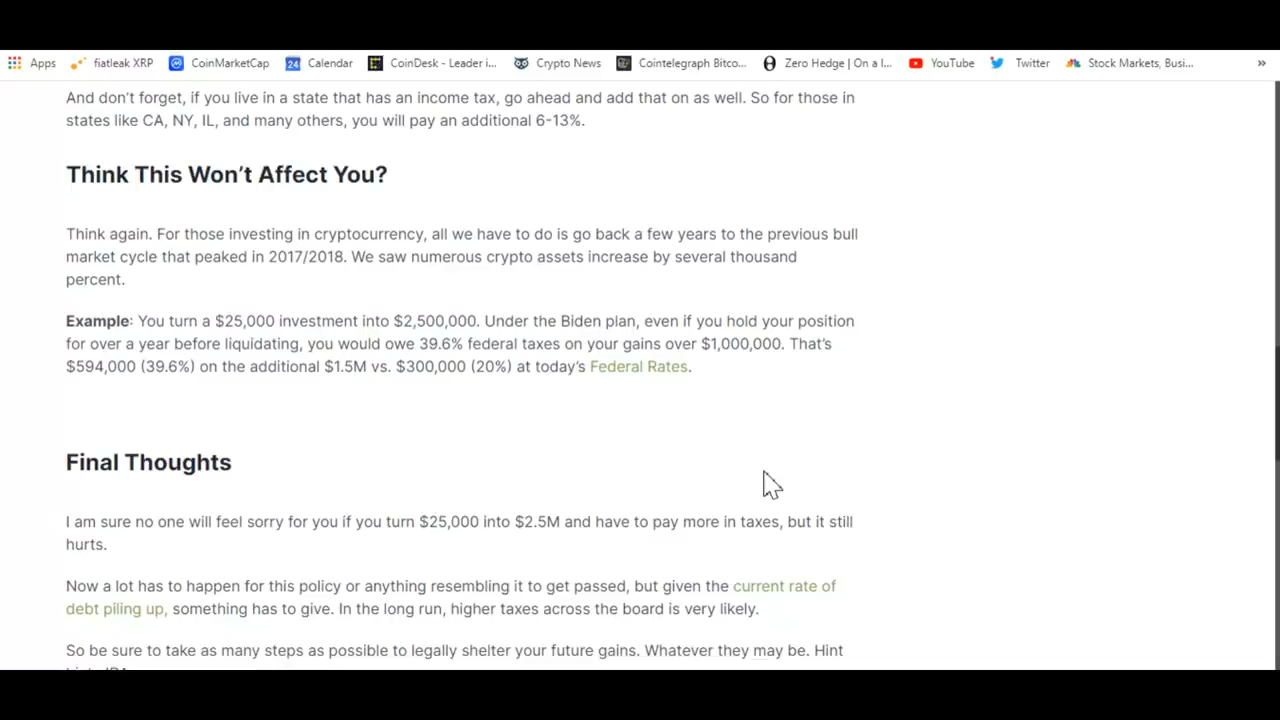 Apps fiatleak XRP CoinMarketCap 24 Calendar CoinDesk - Leader i... Crypto News Cointelegraph Bitco... Zero Hedge | On a l... YouTube Twitter Stock Markets, Busi... »
And don't forget, if you live in a state that has an income tax, go ahead and add that on as well. So for those in
states like CA, NY, IL, and many others, you will pay an additional 6-13%.
Think This Won't Affect You?
Think again. For those investing in cryptocurrency, all we have to do is go back a few years to the previous bull
market cycle that peaked in 2017/2018. We saw numerous crypto assets increase by several thousand
percent.
Example: You turn a $25,000 investment into $2,500,000. Under the Biden plan, even if you hold your position
for over a year before liquidating, you would owe 39.6% federal taxes on your gains over $1,000,000. That's
$594,000 (39.6%) on the additional $1.5M vs. $300,000 (20%) at today's Federal Rates.
Final Thoughts
I am sure no one will feel sorry for you if you turn $25,000 into $2.5M and have to pay more in taxes, but it still
hurts.
Now a lot has to happen for this policy or anything resembling it to get passed, but given the current rate of
debt piling up, something has to give. In the long run, higher taxes across the board is very likely.
So be sure to take as many steps as possible to legally shelter your future gains. Whatever they may be. Hint